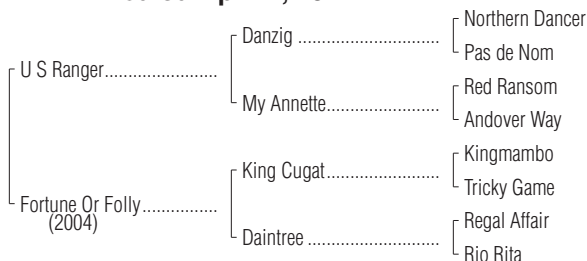 Northern Dancer
Danzig ........................................
Pas de Nom
U S Ranger................................
Red Ransom
My Annette................................
Andover Way
Kingmambo
King Cugat................................
Tricky Game
Fortune Or Folly.....................
(2004)
Regal Affair
Daintree .....................................
Rio Rita